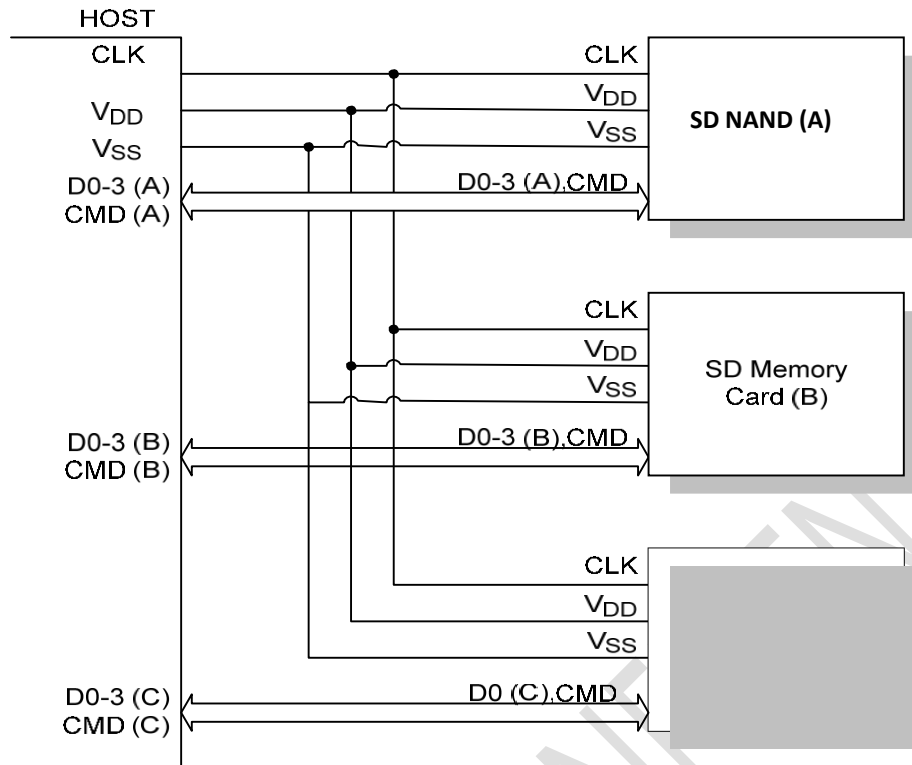 HOST
CLK
VDD
VSS
D0-3 (A)
CMD (A)
CLK
VDD
VSS
D0-3 (A),CMD
SD NAND (A)
CLK
VDD
VSS
D0-3 (B)
CMD (B)
D0-3 (B),CMD
SD Memory
Card (B)
CLK
VDD
VSS
D0-3 (C)
CMD (C)
D0 (C),CMD